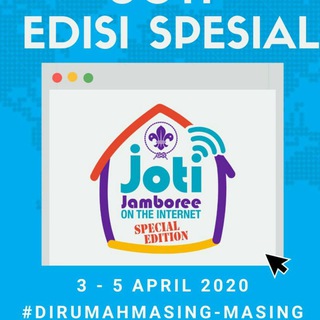 EDISI SPESIAL
joti
Jamboree
ON THE INTERNET
SPECIAL
EDITION
3 - 5 APRIL 2020
#DIRUMAHMASING-MASING